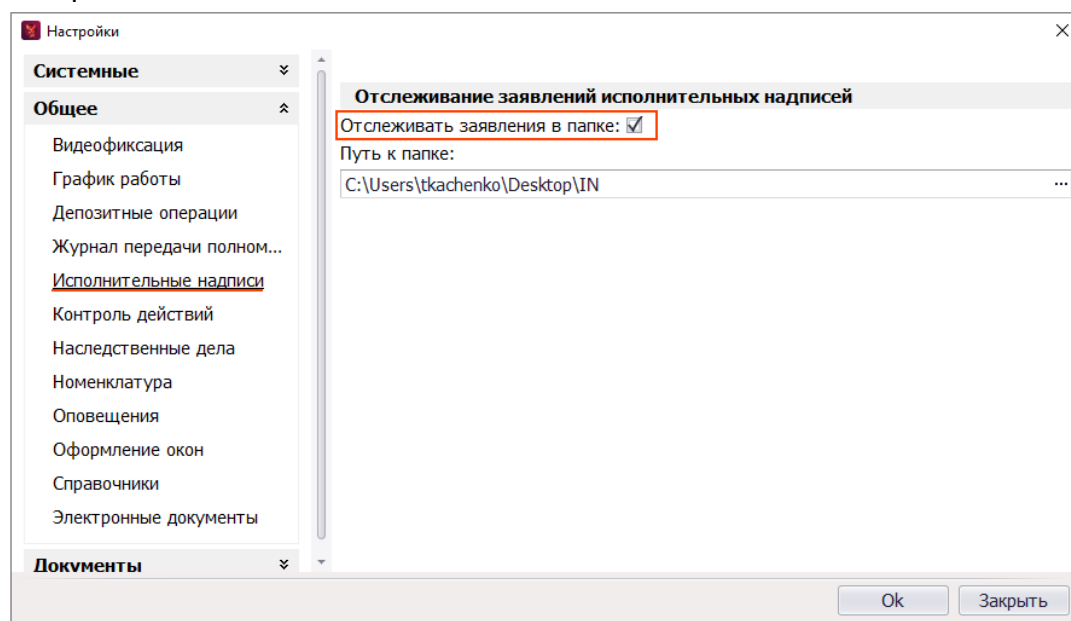 Настройки
Системные
Общее
Видеофиксация
График работы
Депозитные операции
Журнал передачи полном...
Исполнительные надписи
Контроль действий
Наследственные дела
Номенклатура
Оповещения
Оформление окон
Справочники
Электронные документы
Документы
Отслеживание заявлений исполнительных надписей
Отслеживать заявления в папке:
Путь к папке:
C:\Users\tkachenko\Desktop\IN
...
Ok
Закрыть